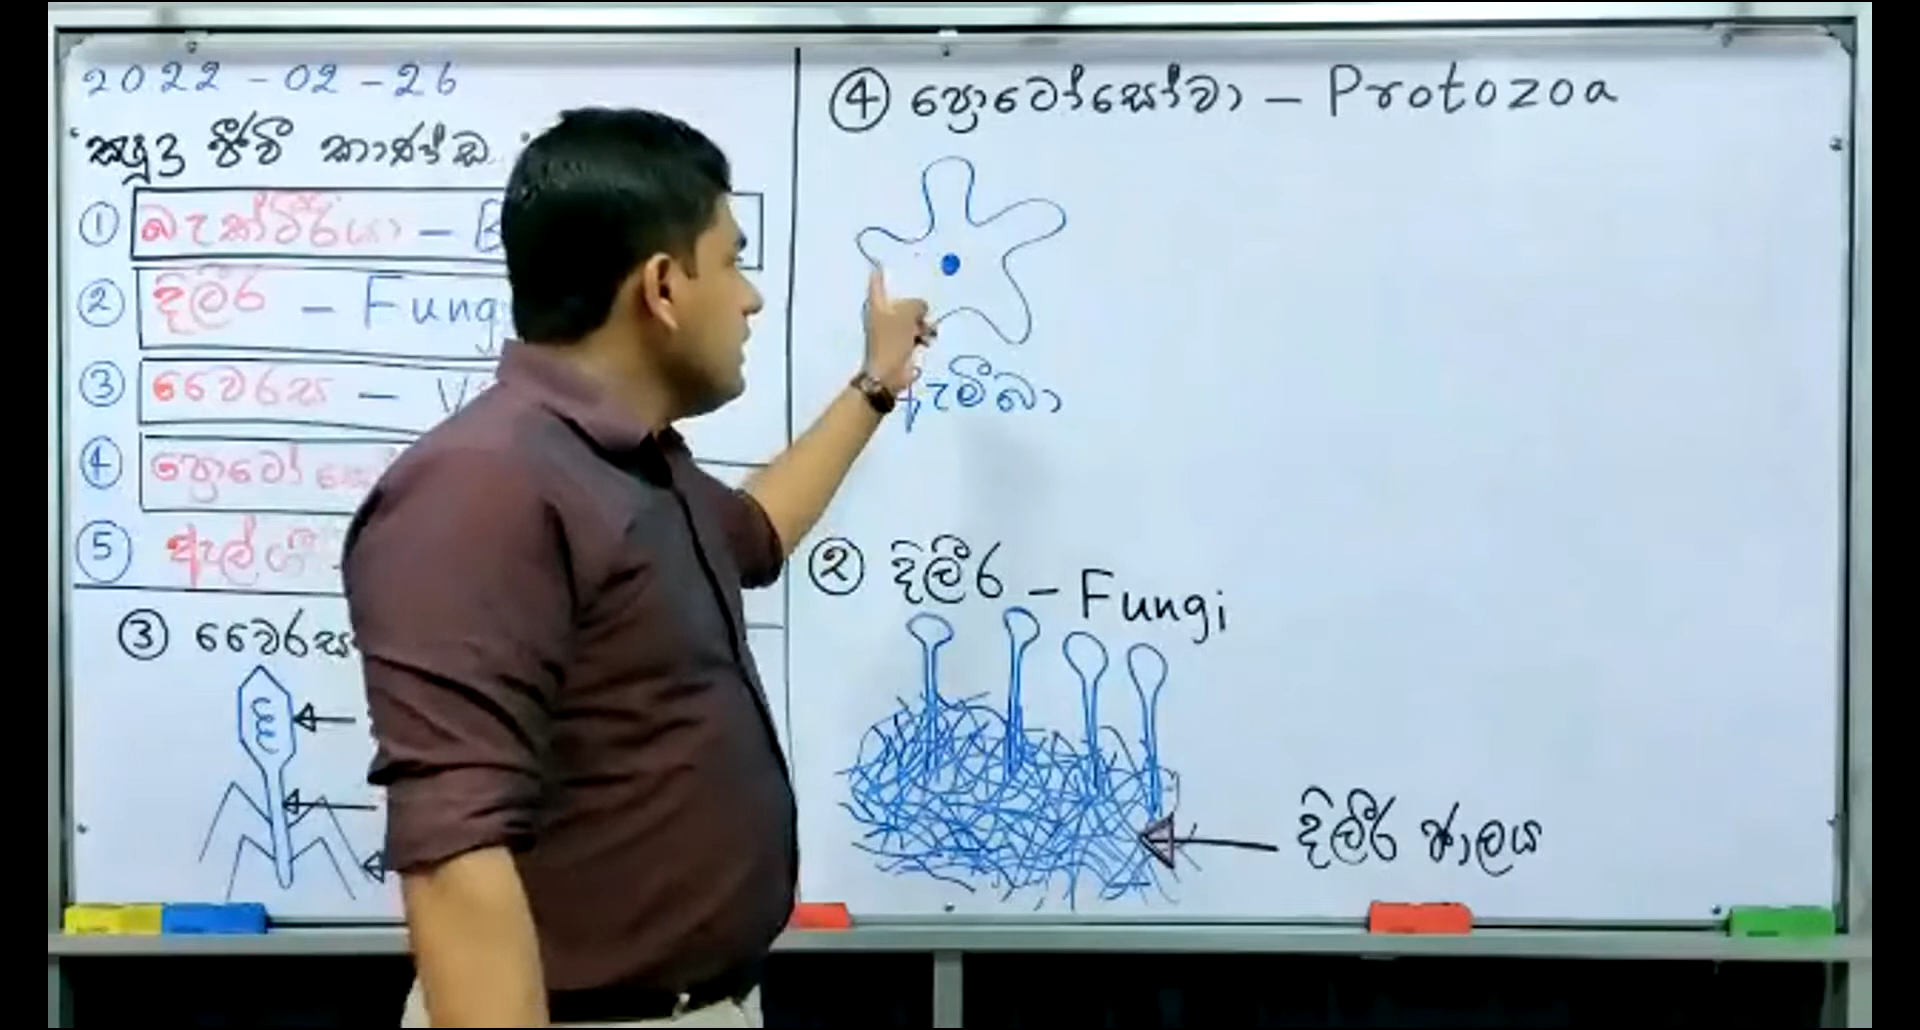 2022 - 02 - 26
ක්ෂුද්‍ර ජීවී කාණ්ඩ
① බැක්ටීරියා –
② දිලීර – Fung
③ වෛරස –
④
⑤
③ වෛරස
④ ප්‍රොටෝසෝවා – Protozoa
ඇමීබා
② දිලීර – Fungi
දිලීර ජාලය